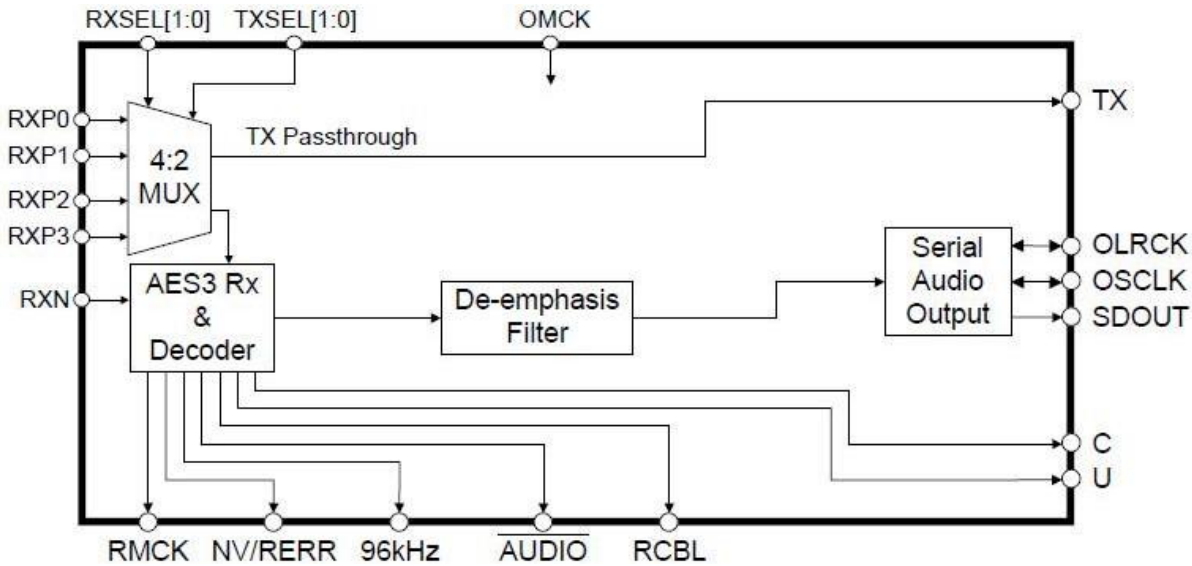 RXSEL[1:0] TXSEL[1:0] OMCK
RXP0
RXP1
RXP2
RXP3
RXN
4:2
MUX
TX Passthrough
TX
AES3 Rx
&
Decoder
De-emphasis
Filter
Serial
Audio
Output
OLRCK
OSCLK
SDOUT
C
U
RMCK NV/RERR 96kHz AUDIO RCBL